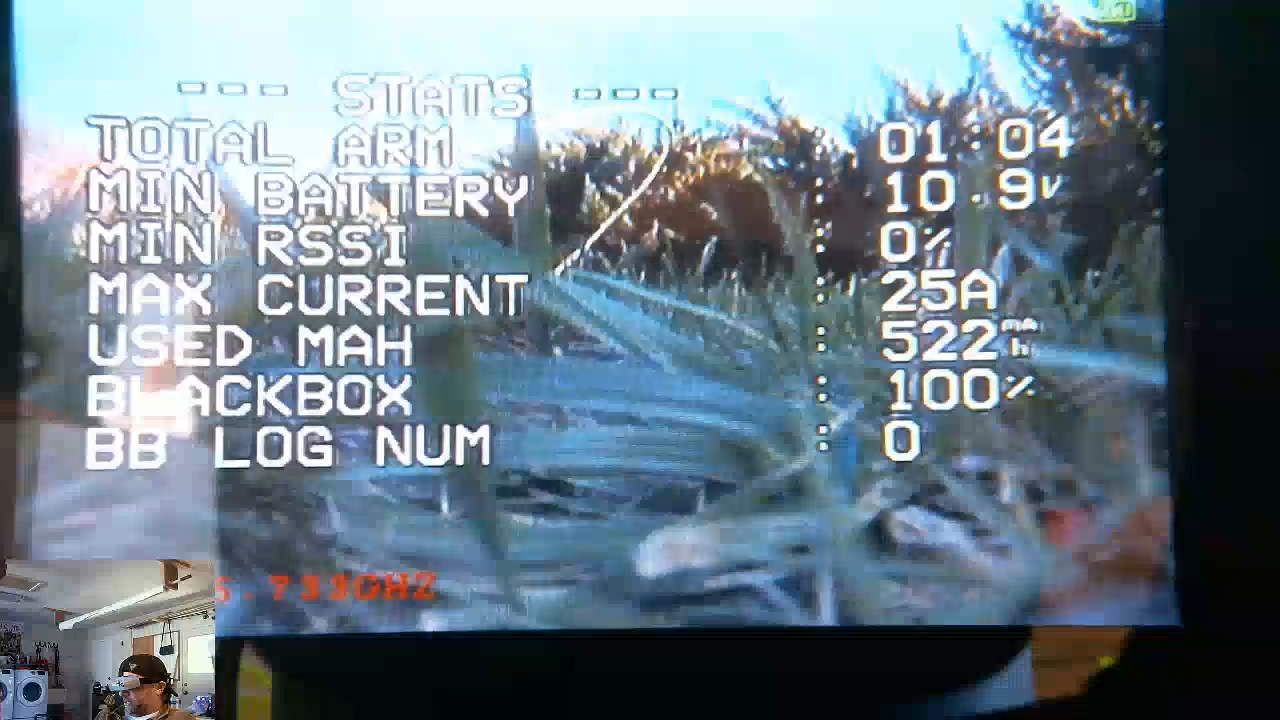 --- STATS ---
TOTAL ARM : 01:04
MIN BATTERY : 10.9V
MIN RSSI : 0%
MAX CURRENT : 25A
USED MAH : 522mAh
BLACKBOX : 100%
BB LOG NUM : 0
5.733GHZ